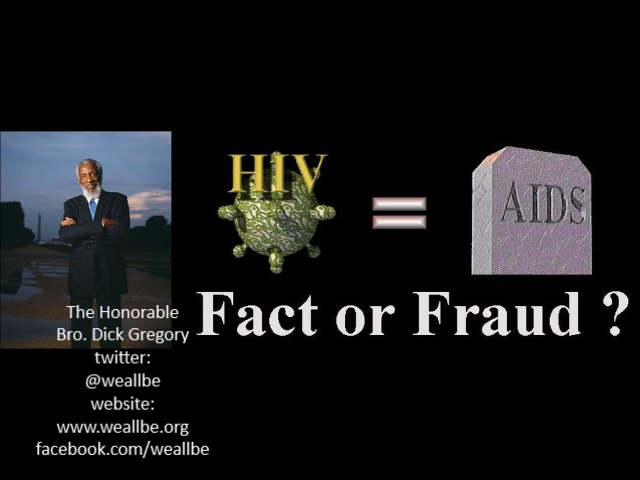 HIV = AIDS
Fact or Fraud ?
The Honorable
Bro. Dick Gregory
twitter:
@weallbe
website:
www.weallbe.org
facebook.com/weallbe